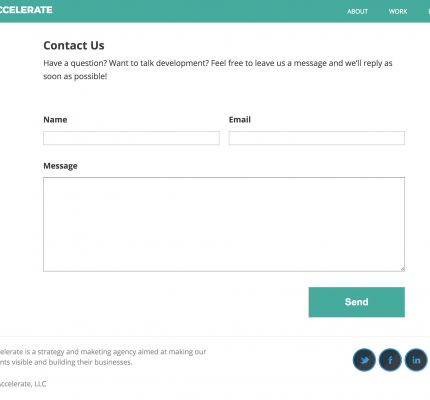 CCELERATE ABOUT WORK
Contact Us
Have a question? Want to talk development? Feel free to leave us a message and we'll reply as
soon as possible!
Name Email
Message
Send
celerate is a strategy and maketing agency aimed at making our
nts visible and building their businesses.
Accelerate, LLC